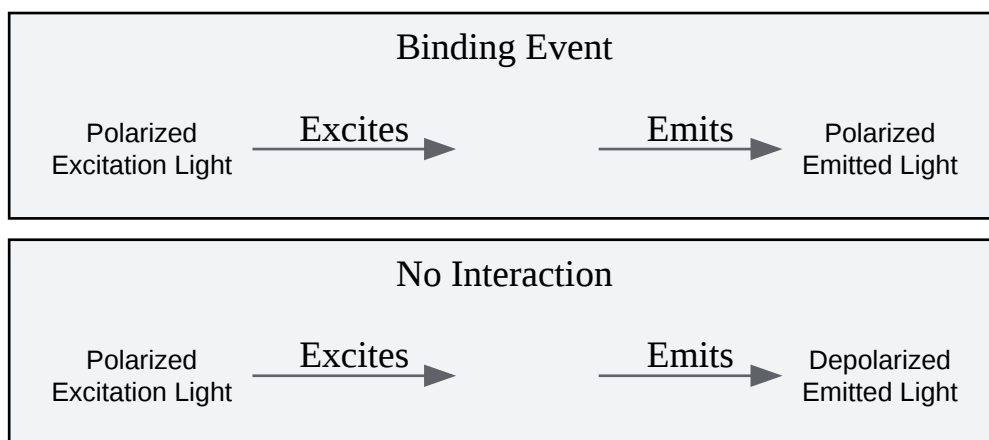 Binding Event
Excites
Emits
Polarized
Excitation Light
Polarized
Emitted Light
No Interaction
Excites
Emits
Polarized
Excitation Light
Depolarized
Emitted Light